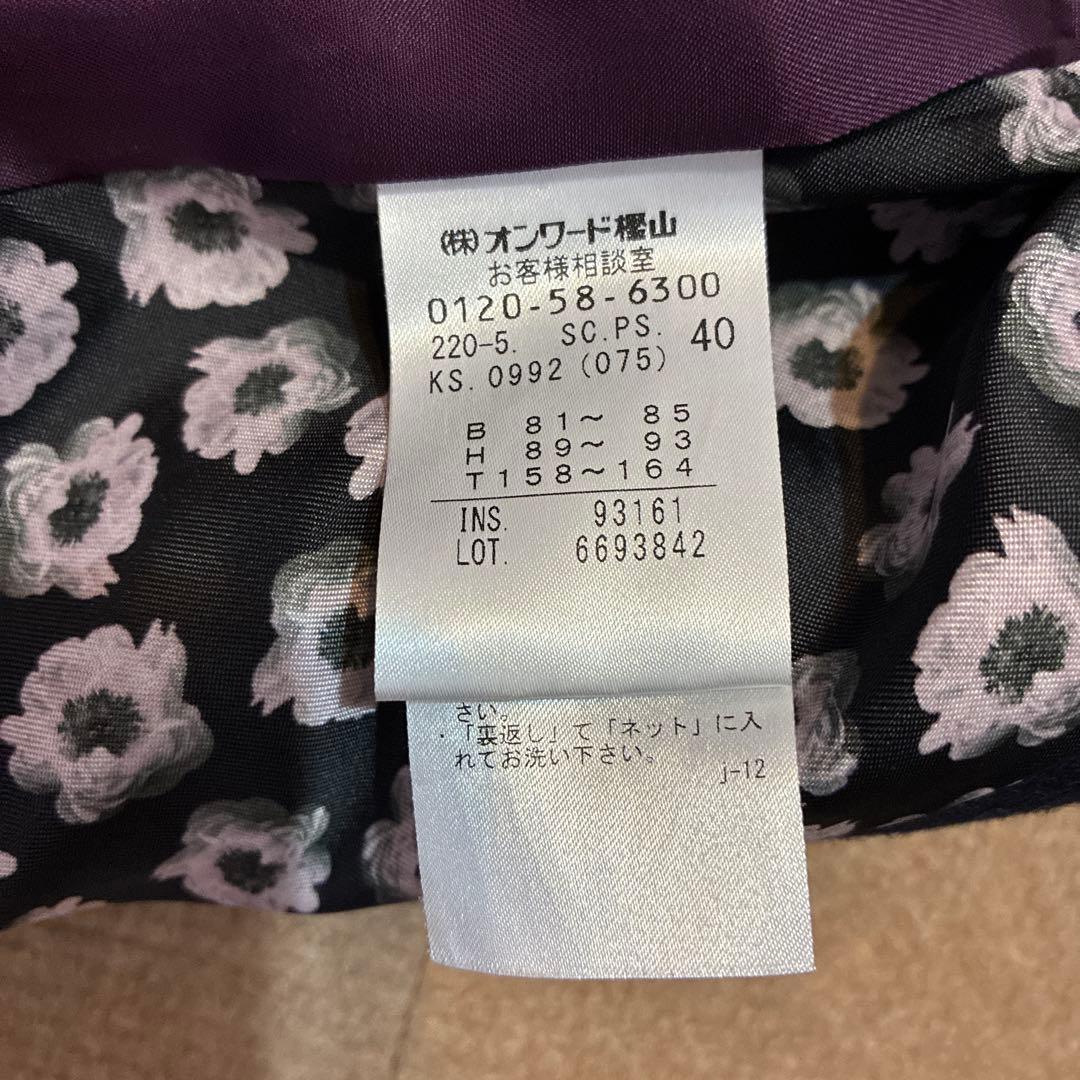 (株)オンワード樫山
お客様相談室
0120-58-6300
220-5. SC.PS. 40
KS. 0992 (075)
B 81～ 85
H 89～ 93
T158～164
INS. 93161
LOT. 6693842
さい。
・「裏返し」て「ネット」に入
れてお洗い下さい。
j-12